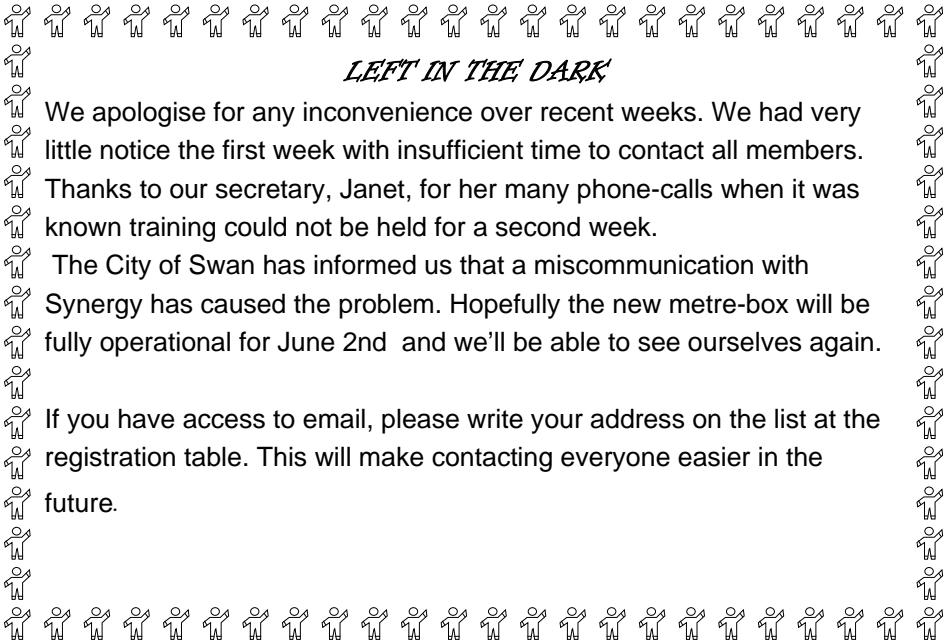 LEFT IN THE DARK
We apologise for any inconvenience over recent weeks. We had very
little notice the first week with insufficient time to contact all members.
Thanks to our secretary, Janet, for her many phone-calls when it was
known training could not be held for a second week.
The City of Swan has informed us that a miscommunication with
Synergy has caused the problem. Hopefully the new metre-box will be
fully operational for June 2nd  and we’ll be able to see ourselves again.
If you have access to email, please write your address on the list at the
registration table. This will make contacting everyone easier in the
future.